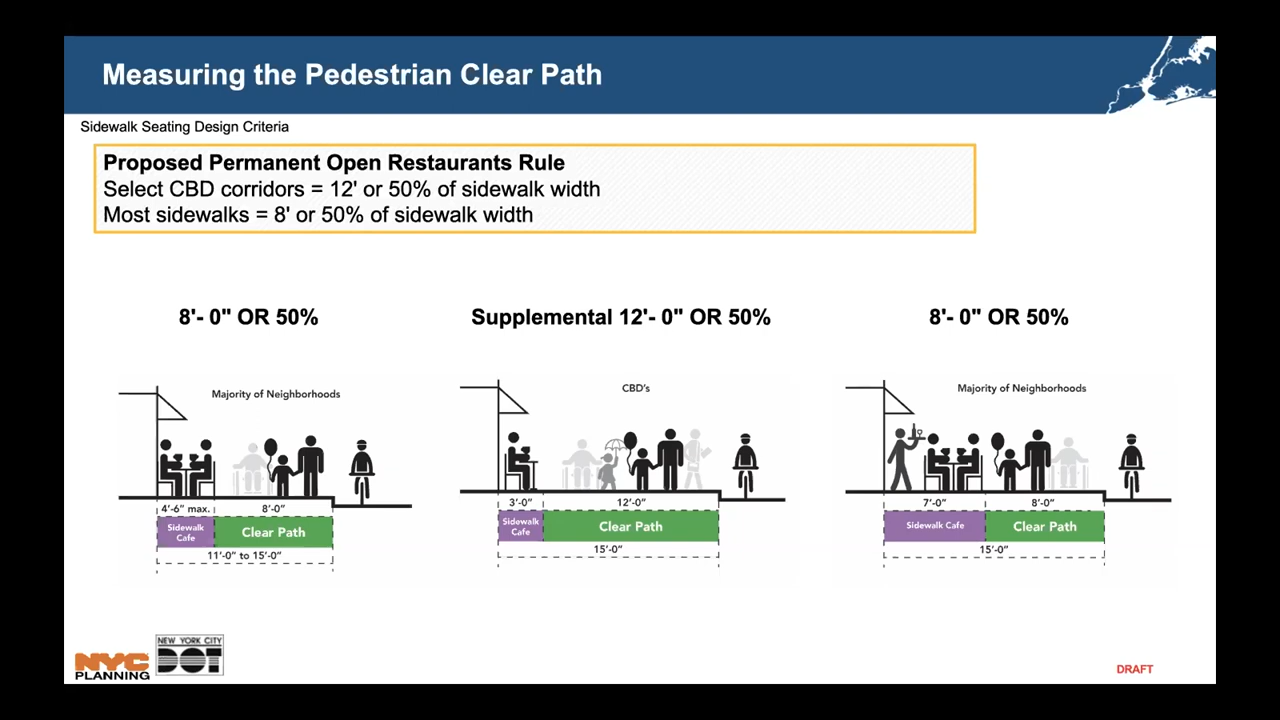 Measuring the Pedestrian Clear Path
Sidewalk Seating Design Criteria
Proposed Permanent Open Restaurants Rule
Select CBD corridors = 12' or 50% of sidewalk width
Most sidewalks = 8' or 50% of sidewalk width
8'- 0" OR 50%
Majority of Neighborhoods
4'-6" max.
8'-0"
Sidewalk
Cafe
Clear Path
11'-0" to 15'-0"
Supplemental 12'- 0" OR 50%
CBD's
3'-0"
12'-0"
Sidewalk
Cafe
Clear Path
15'-0"
8'- 0" OR 50%
Majority of Neighborhoods
7'-0"
8'-0"
Sidewalk Cafe
Clear Path
15'-0"
NYC
PLANNING
NEW YORK CITY
DOT
DRAFT